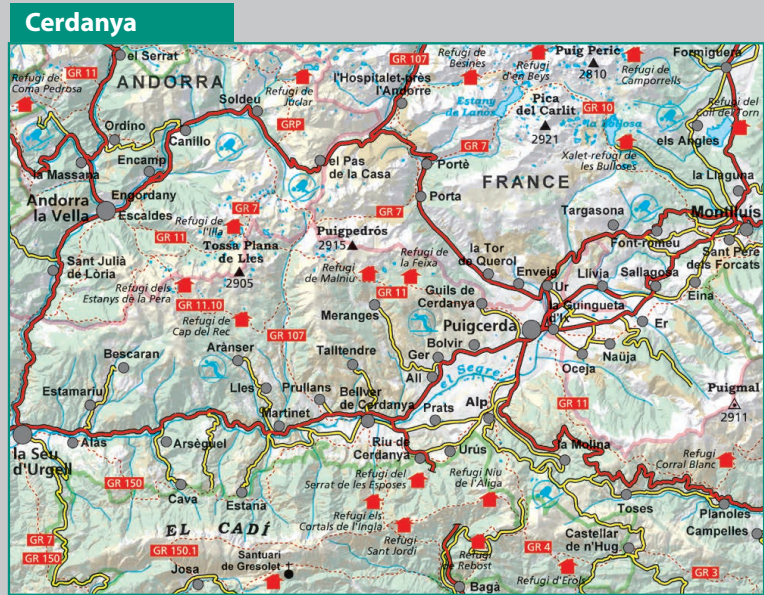 Cerdanya
el Serrat
GR 11
Refugi de
Coma Pedrosa
ANDORRA
Refugi de
Juclar
GR 107
l'Hospitalet-près
l'Andorre
Refugi de
Bésines
Refugi
d'en Beys
Puig Peric
2810
Refugi de
Camporrells
Formiguera
Soldeu
GRP
Ordino
Canillo
Estany
de Lanós
Pica
del Carlit
2921
GR 10
la Bollosa
Refugi del
Coll del Torn
els Angles
la Massana
Encamp
el Pas
de la Casa
GR 7
Portè
Xalet-refugi de
les Bulloses
la Llaguna
Andorra
la Vella
Engordany
Escaldes
Porta
FRANCE
Targasona
Montlluís
GR 7
Refugi de
l'Illa
GR 11
Tossa Plana
de Lles
2905
GR 7
Puigpedrós
2915
Font-romeu
Sant Pere
dels Forcats
Sant Julià
de Lòria
Refugi dels
Estanys de la Pera
GR 11.10
Refugi
de Malniu
Refugi de
la Feixa
la Tor
de Querol
Enveig
Ur
Llívia
Sallagosa
Eina
GR 11
Meranges
Guils de
Cerdanya
la Guingueta
d'Ix
Refugi de
Cap del Rec
GR 107
Puigcerdà
Er
Bescaran
Arànser
Talltendre
Bolvir
Ger
All
Oceja
Naüja
el Segre
Estamariu
Lles
Prullans
Bellver
de Cerdanya
Puigmal
2911
Martinet
Prats
Alp
GR 11
la Seu
d'Urgell
Alàs
Arsèguel
Riu de
Cerdanya
Urús
la Molina
Refugi
Corral Blanc
GR 150
Cava
Estana
Refugi del
Serrat de les Esposes
Refugi Niu
de l'Àliga
Toses
Planoles
Refugi els
Cortals de l'Ingla
EL CADÍ
Refugi
Sant Jordi
Campelles
GR 7
GR 150
GR 150.1
Santuari
de Gresolet
Refugi
de Rebost
GR 4
Castellar
de n'Hug
Josa
Bagà
Refugi d'Erols
GR 3